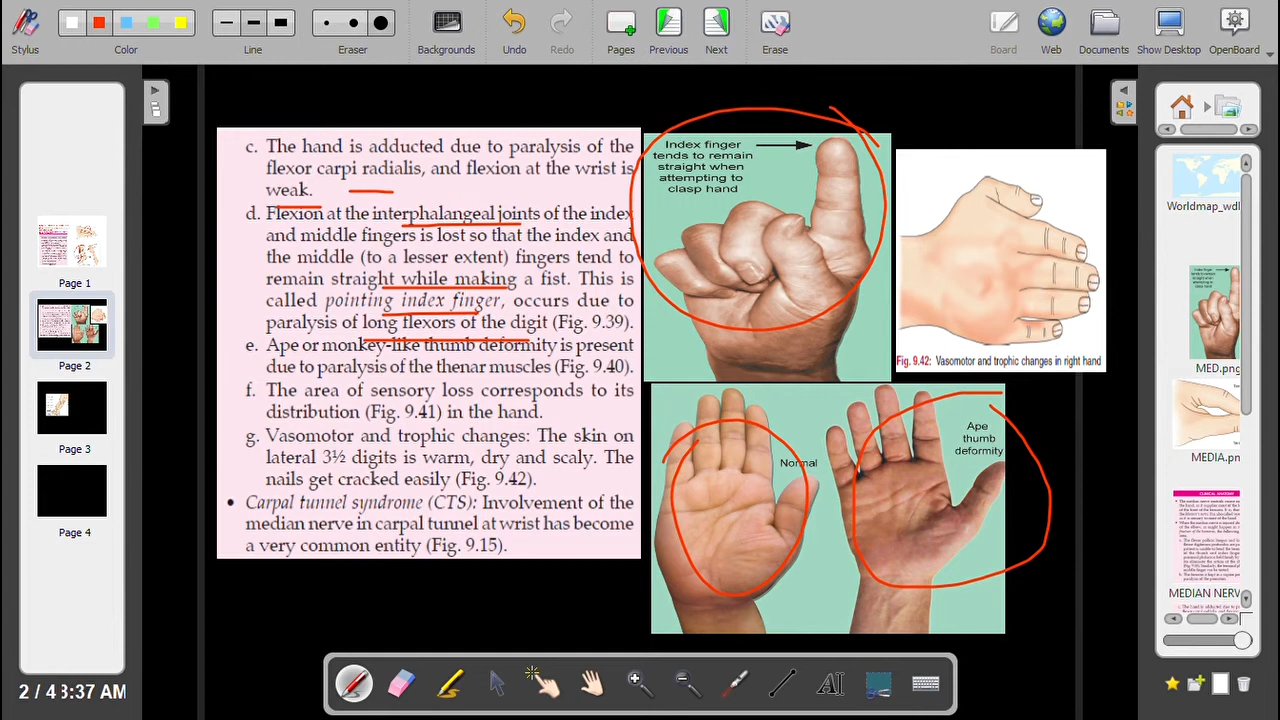 Stylus
Color
Line
Eraser
Backgrounds
Undo
Redo
Pages
Previous
Next
Erase
Board
Web
Documents
Show Desktop
OpenBoard
Page 1
Page 2
Page 3
Page 4
c. The hand is adducted due to paralysis of the
flexor carpi radialis, and flexion at the wrist is
weak.
d. Flexion at the interphalangeal joints of the index
and middle fingers is lost so that the index and
the middle (to a lesser extent) fingers tend to
remain straight while making a fist. This is
called pointing index finger, occurs due to
paralysis of long flexors of the digit (Fig. 9.39).
e. Ape or monkey-like thumb deformity is present
due to paralysis of the thenar muscles (Fig. 9.40).
f. The area of sensory loss corresponds to its
distribution (Fig. 9.41) in the hand.
g. Vasomotor and trophic changes: The skin on
lateral 3½ digits is warm, dry and scaly. The
nails get cracked easily (Fig. 9.42).
• Carpal tunnel syndrome (CTS): Involvement of the
median nerve in carpal tunnel at wrist has become
a very common entity (Fig. 9.15).
Index finger
tends to remain
straight when
attempting to
clasp hand
Fig. 9.42: Vasomotor and trophic changes in right hand
Normal
Ape
thumb
deformity
Worldmap_wdl
MED.png
MEDIA.pn
MEDIAN NERV
2 / 4
3:37 AM
AI